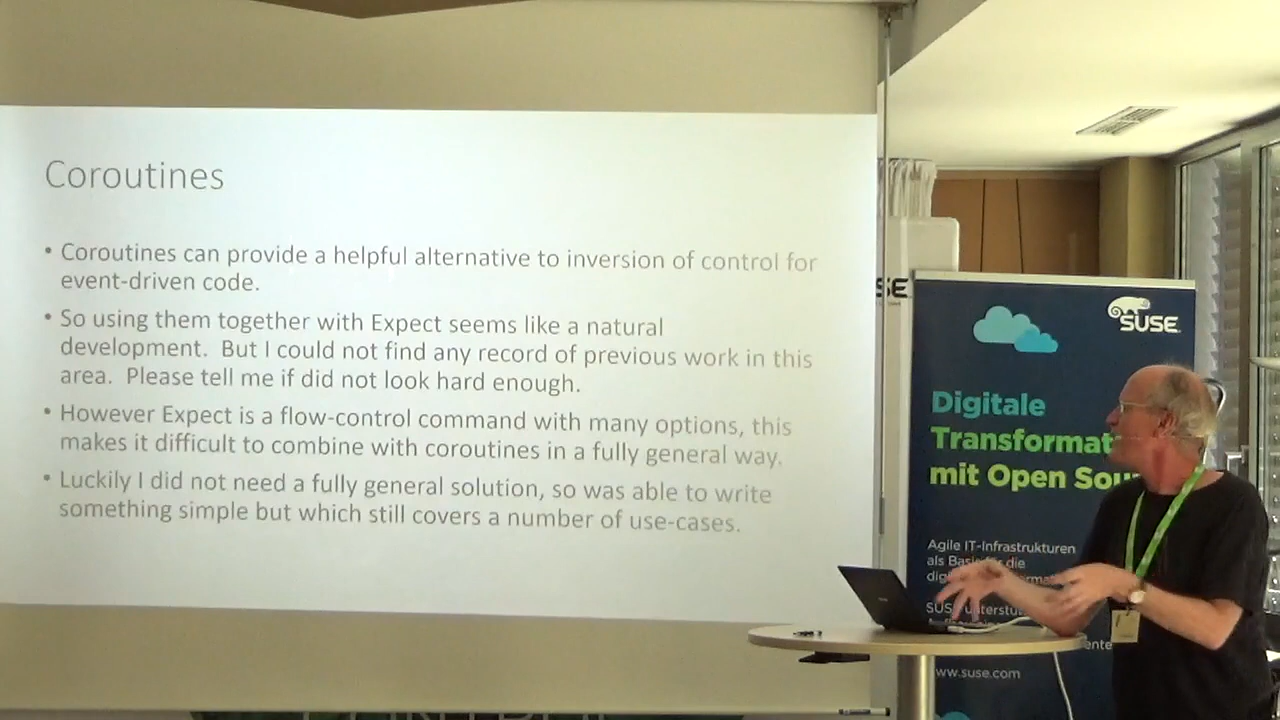 Coroutines
• Coroutines can provide a helpful alternative to inversion of control for
event-driven code.
• So using them together with Expect seems like a natural
development. But I could not find any record of previous work in this
area. Please tell me if did not look hard enough.
• However Expect is a flow-control command with many options, this
makes it difficult to combine with coroutines in a fully general way.
• Luckily I did not need a fully general solution, so was able to write
something simple but which still covers a number of use-cases.
SE
SUSE
Digitale
Transformat
mit Open Sou
Agile IT-Infrastrukturen
als Basis für die
www.suse.com